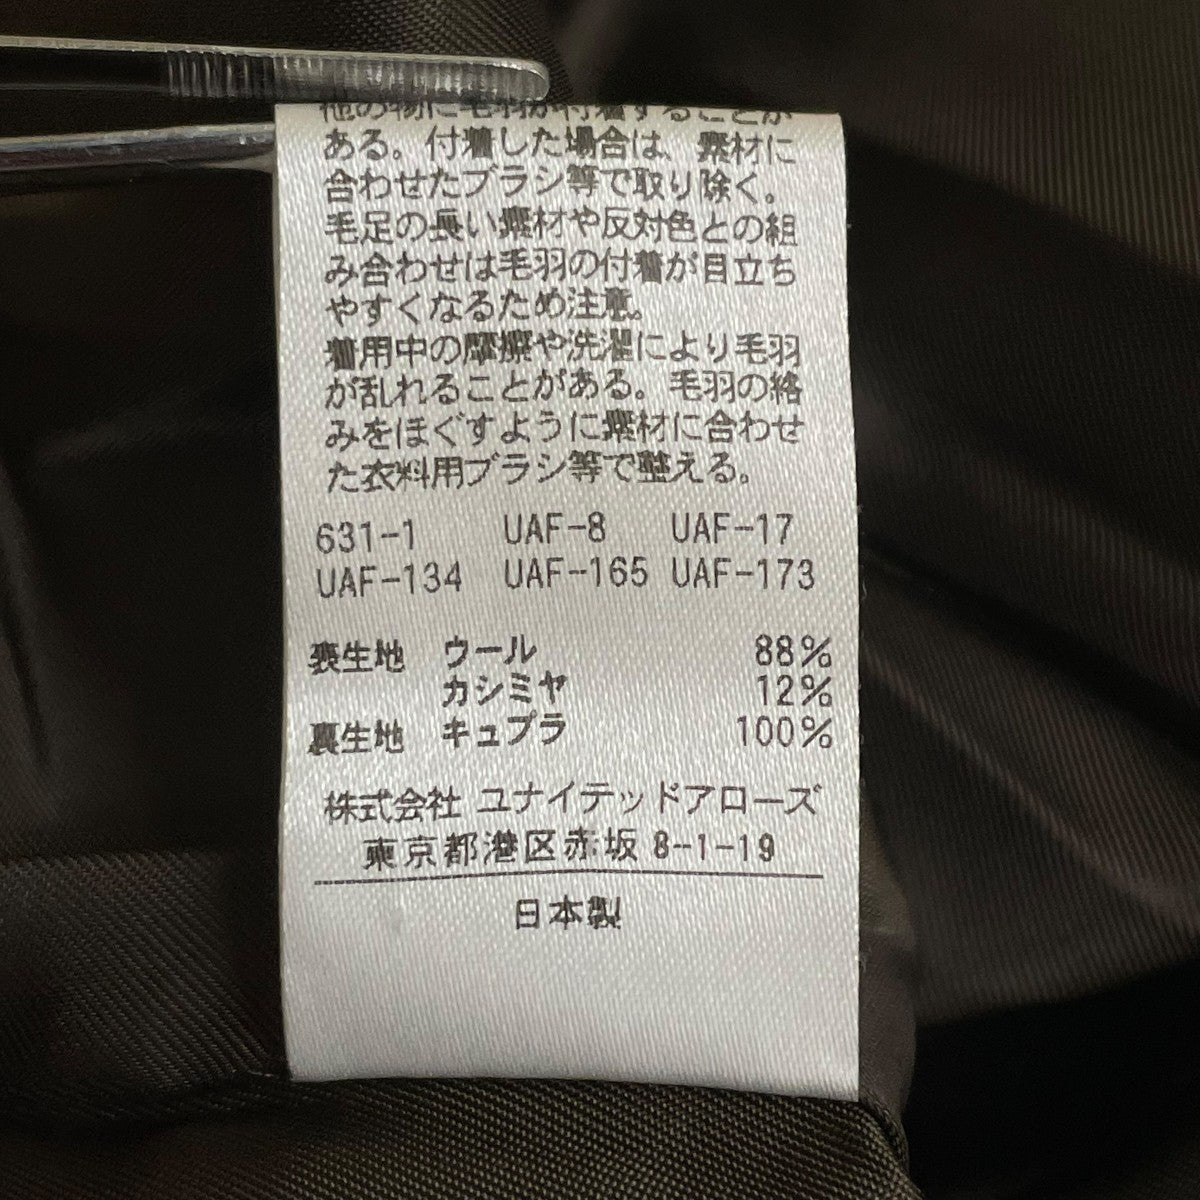 他の物に毛羽が付着することが
ある。付着した場合は、素材に
合わせたブラシ等で取り除く。
毛足の長い素材や反対色との組
み合わせは毛羽の付着が目立ち
やすくなるため注意。
着用中の摩擦や洗濯により毛羽
が乱れることがある。毛羽の絡
みをほぐすように素材に合わせ
た衣料用ブラシ等で整える。
631-1 UAF-8 UAF-17
UAF-134 UAF-165 UAF-173
表生地 ウール 88%
カシミヤ 12%
裏生地 キュプラ 100%
株式会社 ユナイテッドアローズ
東京都港区赤坂 8-1-19
日本製